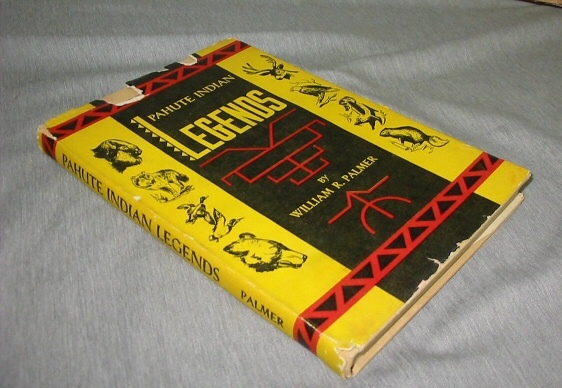 PAHUTE INDIAN
LEGENDS
BY
WILLIAM R. PALMER
PAHUTE INDIAN LEGENDS
PALMER